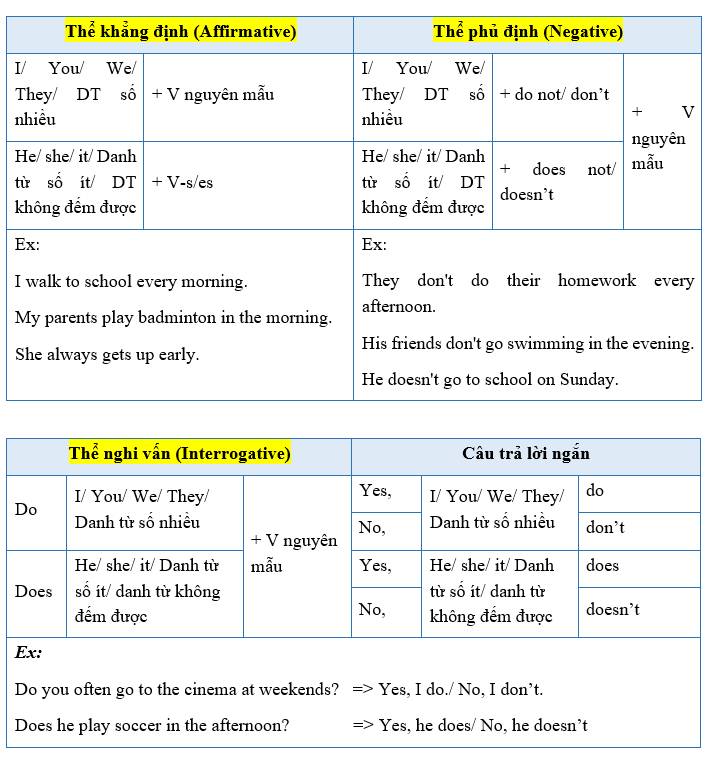 Thể khẳng định (Affirmative)
Thể phủ định (Negative)
I/ You/ We/
They/ DT số
nhiều
+ V nguyên mẫu
I/ You/ We/
They/ DT số
nhiều
+ do not/ don’t
+ V
nguyên
mẫu
He/ she/ it/ Danh
từ số ít/ DT
không đếm được
+ V-s/es
He/ she/ it/ Danh
từ số ít/ DT
không đếm được
+ does not/
doesn’t
Ex:
I walk to school every morning.
My parents play badminton in the morning.
She always gets up early.
Ex:
They don't do their homework every
afternoon.
His friends don't go swimming in the evening.
He doesn't go to school on Sunday.
Thể nghi vấn (Interrogative)
Câu trả lời ngắn
Do
I/ You/ We/ They/
Danh từ số nhiều
+ V nguyên
mẫu
Yes,
I/ You/ We/ They/
Danh từ số nhiều
do
No,
don’t
Does
He/ she/ it/ Danh từ
số ít/ danh từ không
đếm được
Yes,
He/ she/ it/ Danh
từ số ít/ danh từ
không đếm được
does
No,
doesn’t
Ex:
Do you often go to the cinema at weekends? => Yes, I do./ No, I don’t.
Does he play soccer in the afternoon? => Yes, he does/ No, he doesn’t